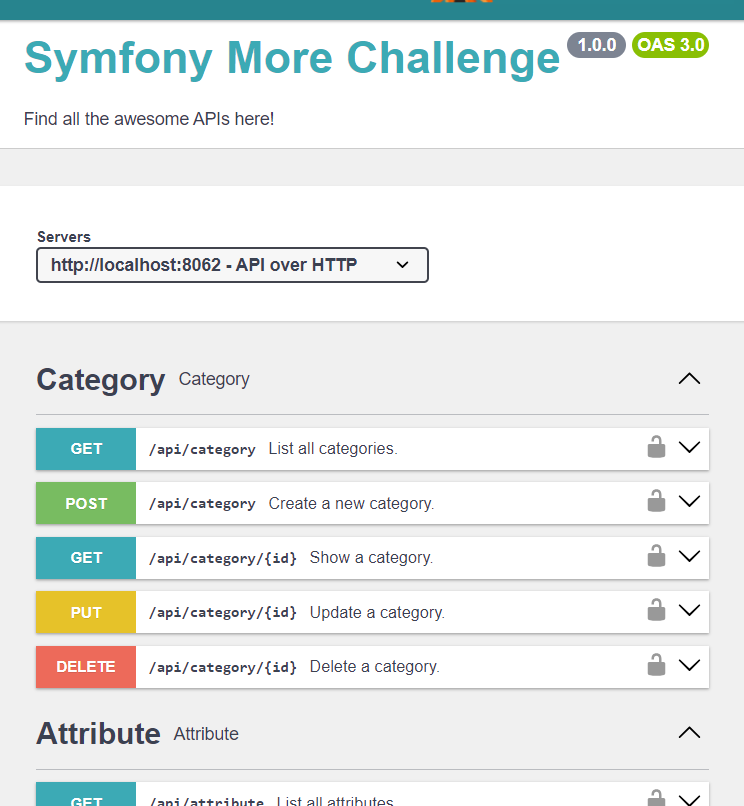 Symfony More Challenge 1.0.0 OAS 3.0
Find all the awesome APIs here!
Servers
http://localhost:8062 - API over HTTP
Category Category
GET /api/category List all categories.
POST /api/category Create a new category.
GET /api/category/{id} Show a category.
PUT /api/category/{id} Update a category.
DELETE /api/category/{id} Delete a category.
Attribute Attribute
GET /api/attribute List all attributes.